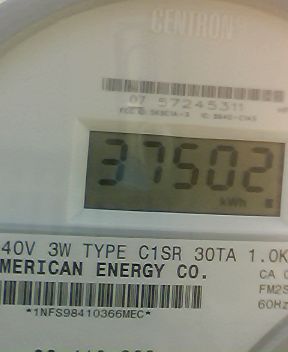 CENTRON
07 57245311
37502
kWh
40V 3W TYPE C1SR 30TA 1.0K
MERICAN ENERGY CO.
CA
FM2S
60Hz
*1NFS98410366MEC*